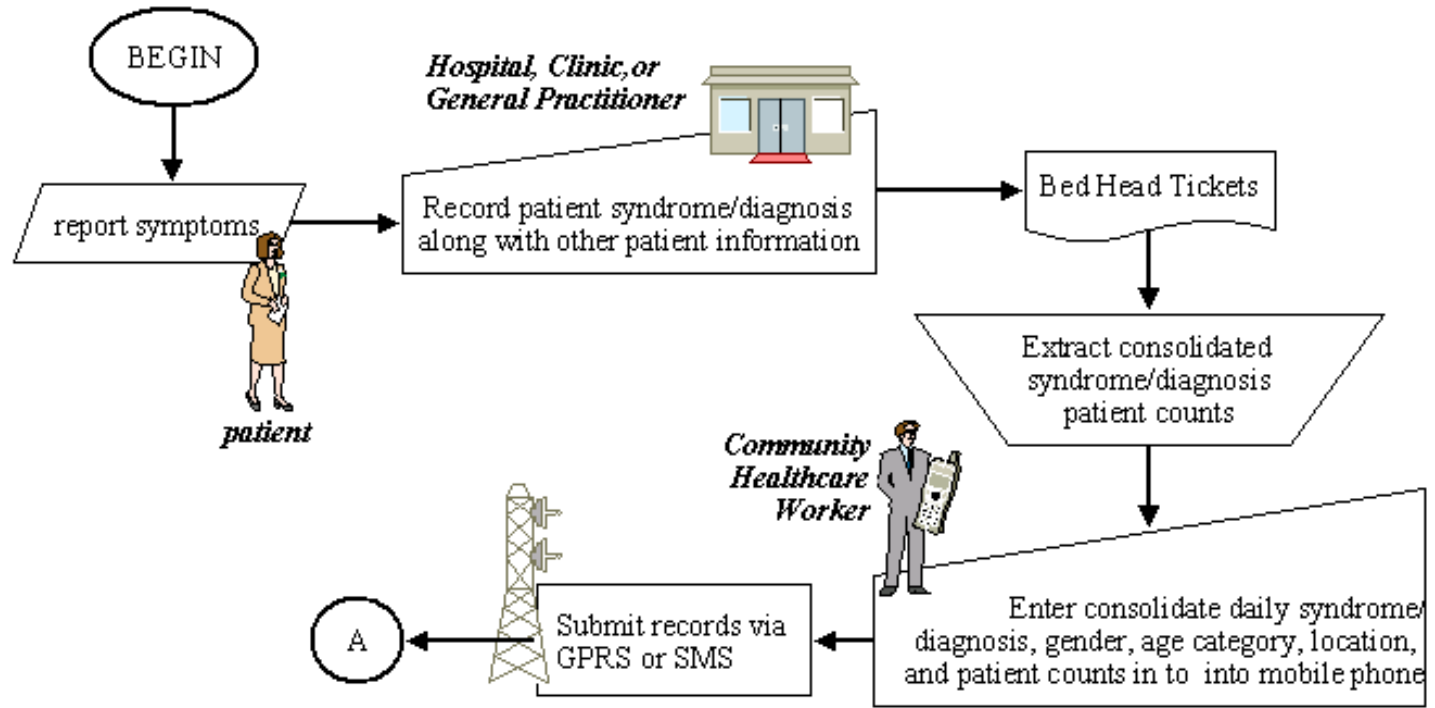 BEGIN
report symptoms
patient
Hospital, Clinic,or
General Practitioner
Record patient syndrome/diagnosis
along with other patient information
Bed Head Tickets
Extract consolidated
syndrome/diagnosis
patient counts
Community
Healthcare
Worker
Enter consolidate daily syndrome/
diagnosis, gender, age category, location,
and patient counts in to into mobile phone
Submit records via
GPRS or SMS
A